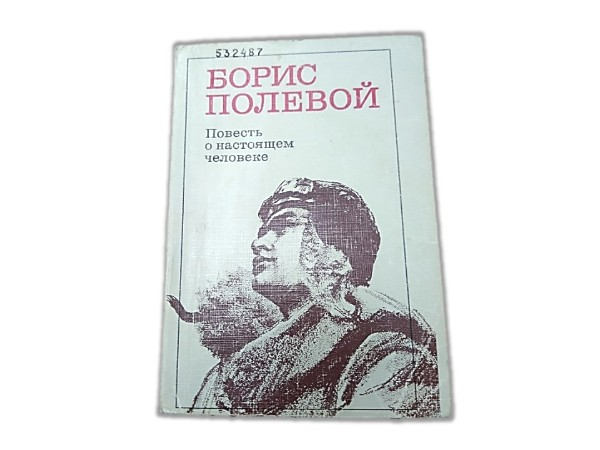 532487
БОРИС
ПОЛЕВОЙ
Повесть
о настоящем
человеке